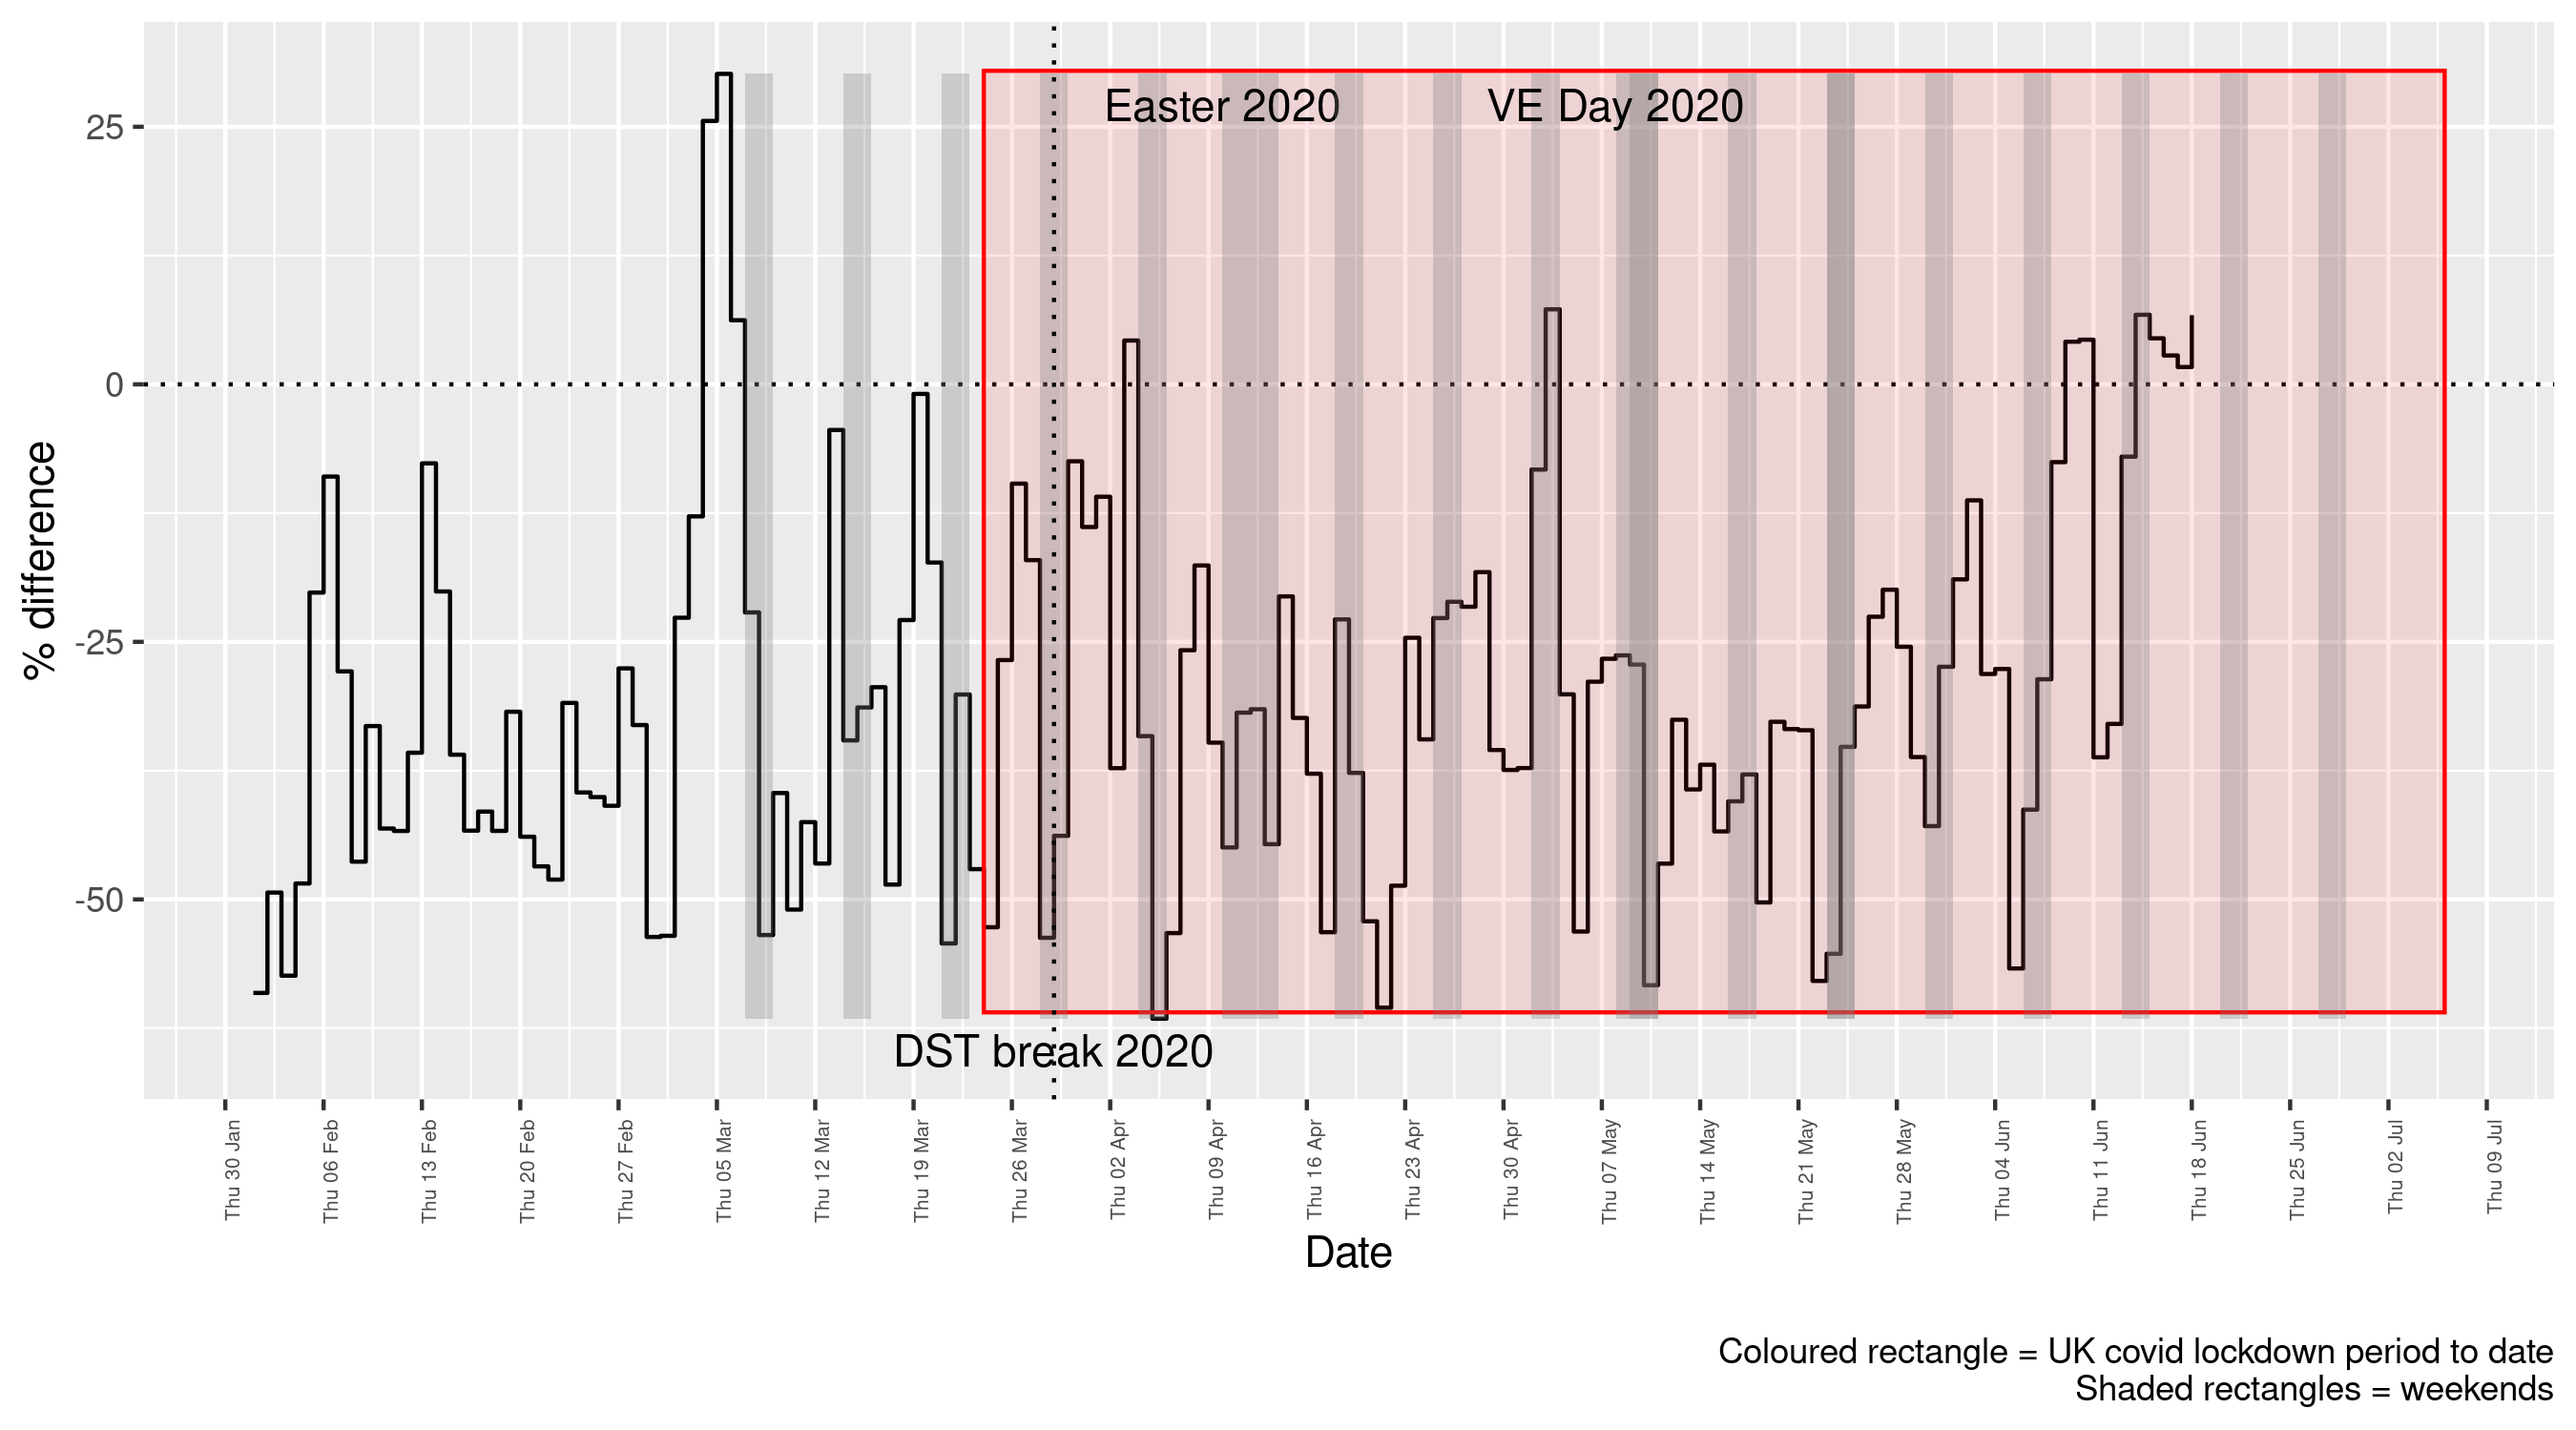 Easter 2020
VE Day 2020
25
0
-25
-50
% difference
DST break 2020
Thu 30 Jan
Thu 06 Feb
Thu 13 Feb
Thu 20 Feb
Thu 27 Feb
Thu 05 Mar
Thu 12 Mar
Thu 19 Mar
Thu 26 Mar
Thu 02 Apr
Thu 09 Apr
Thu 16 Apr
Thu 23 Apr
Thu 30 Apr
Thu 07 May
Thu 14 May
Thu 21 May
Thu 28 May
Thu 04 Jun
Thu 11 Jun
Thu 18 Jun
Thu 25 Jun
Thu 02 Jul
Thu 09 Jul
Date
Coloured rectangle = UK covid lockdown period to date
Shaded rectangles = weekends